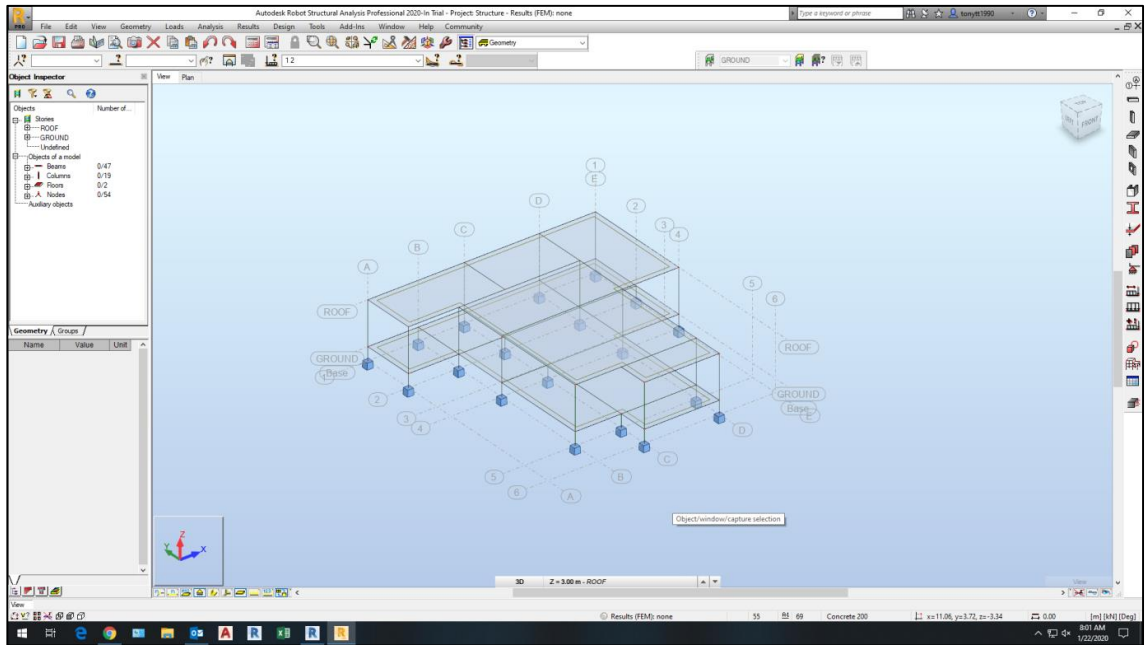 Autodesk Robot Structural Analysis Professional 2020-In Trial - Project: Structure - Results (FEM): none
Type a keyword or phrase
tonytt1990
PRO File Edit View Geometry Loads Analysis Results Design Tools Add-Ins Window Help Community
Geometry
1 2
GROUND
Object Inspector
View Plan
Objects Number of...
Stories
ROOF
GROUND
Undefined
Objects of a model
Beams 0/47
Columns 0/19
Floors 0/2
Nodes 0/54
Auxiliary objects
Geometry Groups
Name Value Unit
FRONT
1
E
D
2
C
3
4
B
A
5
6
ROOF
ROOF
GROUND
Base
GROUND
Base
E
2
3
4
D
C
5
B
6
A
Object/window/capture selection
Z
Y
X
3D Z = 3.00 m - ROOF
View
View
Results (FEM): none 55 69 Concrete 200 x=11.06, y=3.72, z=-3.34 0.00 [m] [kN] [Deg]
8:01 AM
1/22/2020